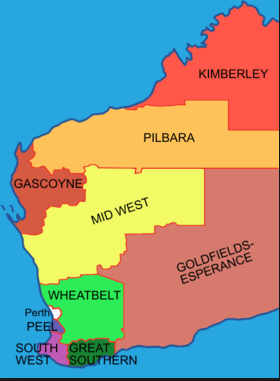 KIMBERLEY
PILBARA
GASCOYNE
MID WEST
GOLDFIELDS-
ESPERANCE
WHEATBELT
Perth
PEEL
SOUTH
WEST
GREAT
SOUTHERN